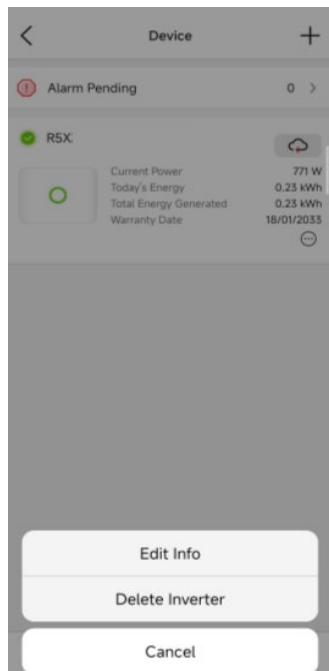 Device
Alarm Pending 0
R5X
Current Power 771 W
Today's Energy 0.23 kWh
Total Energy Generated 0.23 kWh
Warranty Date 18/01/2033
Edit Info
Delete Inverter
Cancel